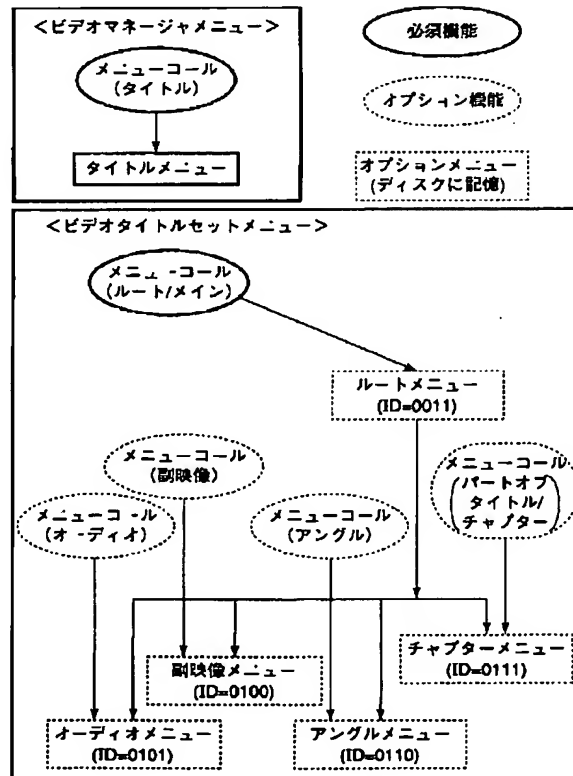 <ビデオマネージャメニュー>
メニューコール
(タイトル)
タイトルメニュー
必須機能
オプション機能
オプションメニュー
(ディスクに記憶)
<ビデオタイトルセットメニュー>
メニューコール
(ルート/メイン)
ルートメニュー
(ID=0011)
メニューコール
(副映像)
メニューコール
(オーディオ)
メニューコール
(アングル)
メニューコール
(パートオブ
タイトル/
チャプター)
副映像メニュー
(ID=0100)
チャプターメニュー
(ID=0111)
オーディオメニュー
(ID=0101)
アングルメニュー
(ID=0110)